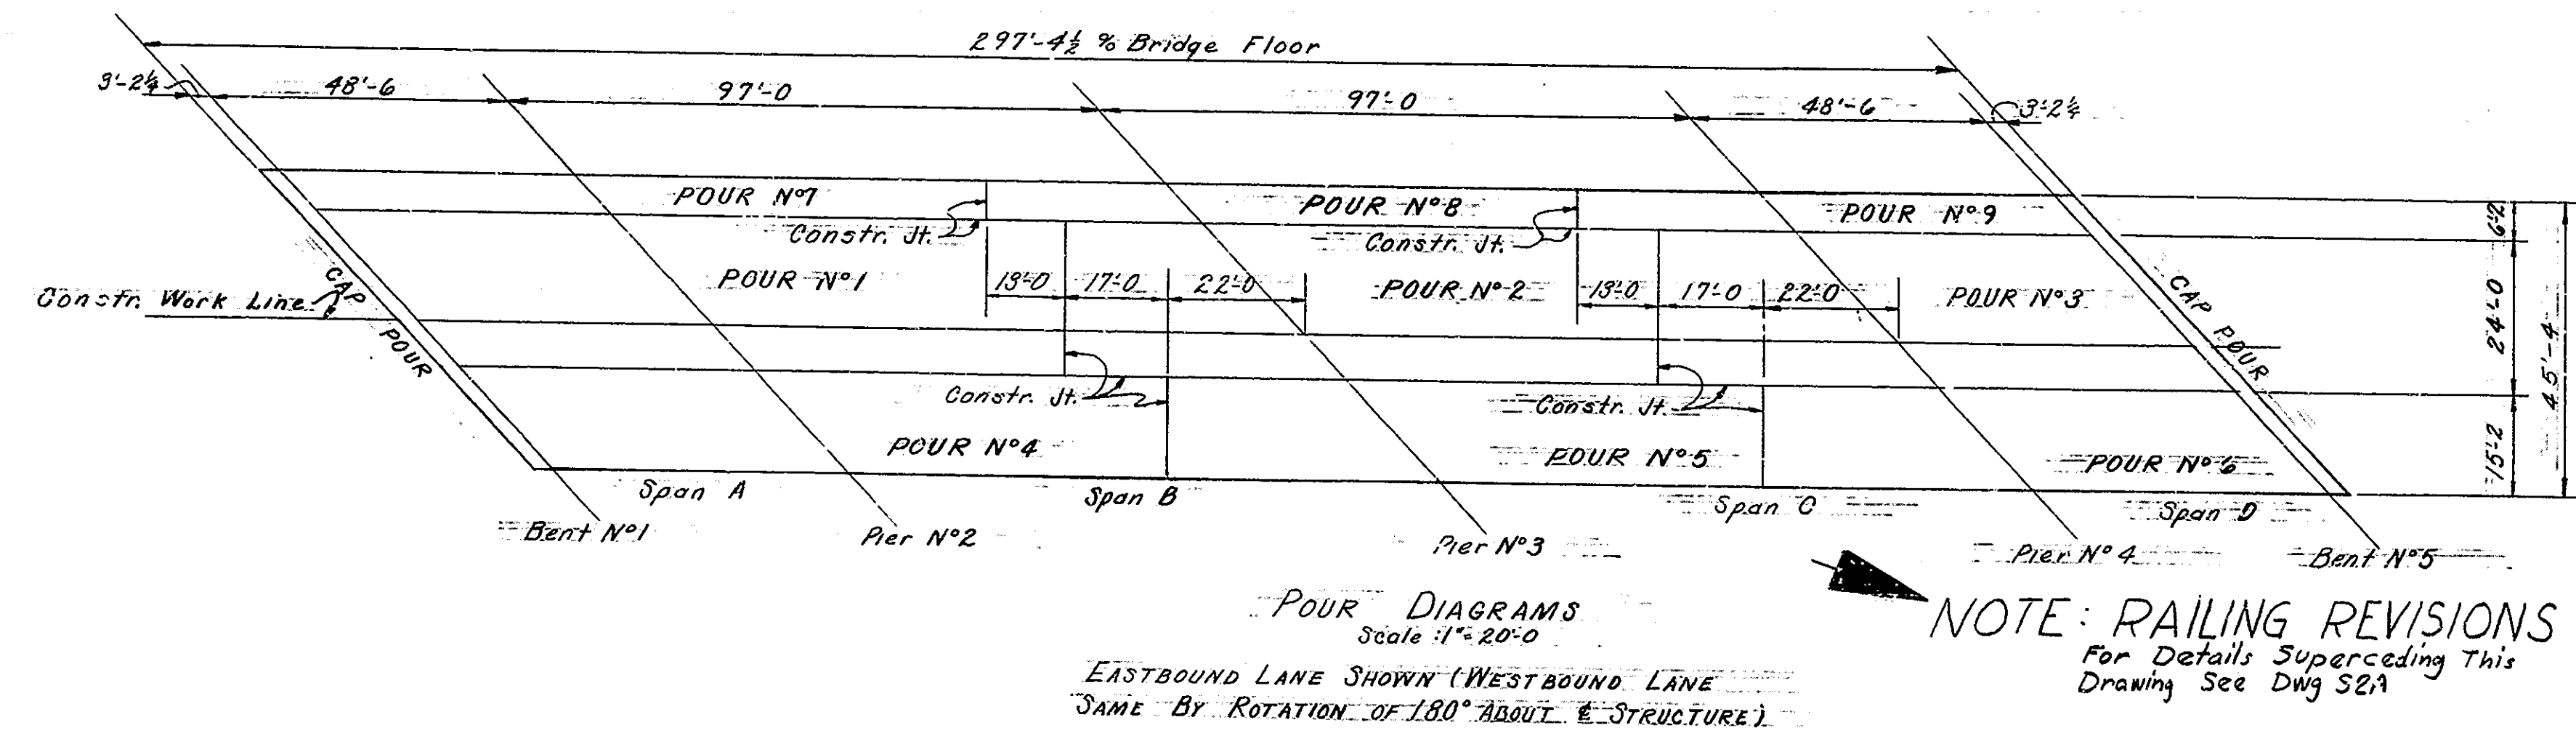 297'-4½ % Bridge Floor
3'-2¼ 48'-6 97'-0 97'-0 48'-6 3'-2¼
POUR Nº7 POUR Nº8 POUR Nº9
Constr. Jt. Constr. Jt.
6'-2
POUR Nº1 13'-0 17'-0 22'-0 POUR Nº2 13'-0 17'-0 22'-0 POUR Nº3
24'-0
45'-4
Constr. Work Line
CAP POUR
CAP POUR
Constr. Jt. Constr. Jt.
POUR Nº4 POUR Nº5 POUR Nº6
15'-2
Span A Span B Span C Span D
Bent Nº1 Pier Nº2 Pier Nº3 Pier Nº4 Bent Nº5
POUR DIAGRAMS
Scale : 1"= 20'-0
EASTBOUND LANE SHOWN (WESTBOUND LANE
SAME BY ROTATION OF 180° ABOUT ℄ STRUCTURE)
NOTE: RAILING REVISIONS
For Details Superceding This
Drawing See Dwg S2A